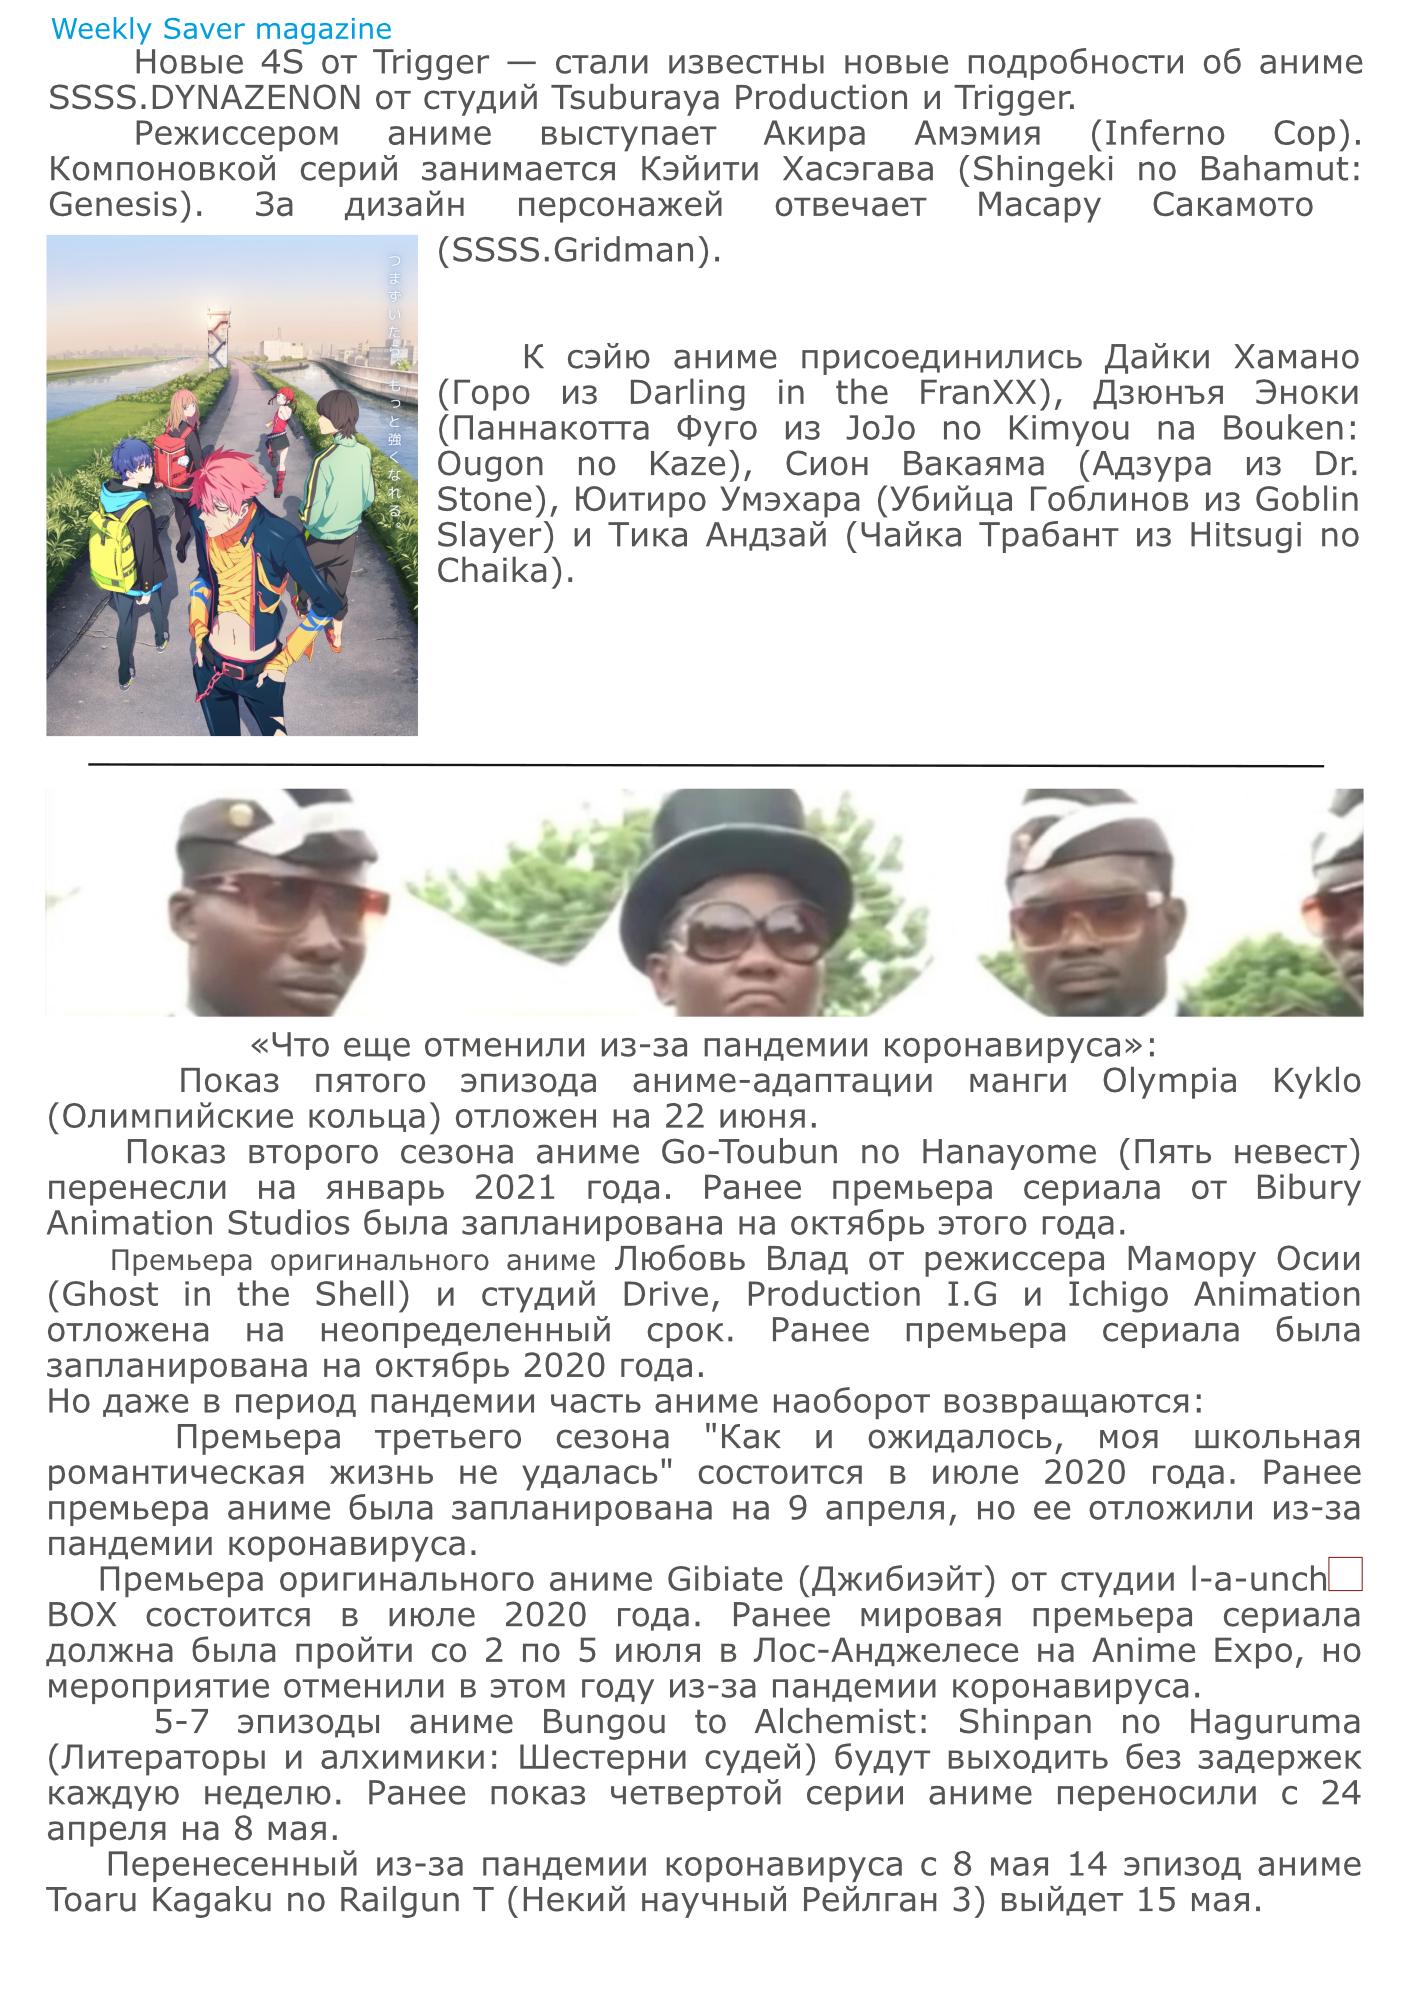 Weekly Saver magazine
Новые 4S от Trigger — стали известны новые подробности об аниме
SSSS.DYNAZENON от студий Tsuburaya Production и Trigger.
Режиссером аниме выступает Акира Амэмия (Inferno Cop).
Компоновкой серий занимается Кэйити Хасэгава (Shingeki no Bahamut:
Genesis). За дизайн персонажей отвечает Масару Сакамото
(SSSS.Gridman).
つまずいたら、もっと強くなれる。
К сэйю аниме присоединились Дайки Хамано
(Горо из Darling in the FranXX), Дзюнъя Эноки
(Паннакотта Фуго из JoJo no Kimyou na Bouken:
Ougon no Kaze), Сион Вакаяма (Адзура из Dr.
Stone), Юитиро Умэхара (Убийца Гоблинов из Goblin
Slayer) и Тика Андзай (Чайка Трабант из Hitsugi no
Chaika).
«Что еще отменили из-за пандемии коронавируса»:
Показ пятого эпизода аниме-адаптации манги Olympia Kyklo
(Олимпийские кольца) отложен на 22 июня.
Показ второго сезона аниме Go-Toubun no Hanayome (Пять невест)
перенесли на январь 2021 года. Ранее премьера сериала от Bibury
Animation Studios была запланирована на октябрь этого года.
Премьера оригинального аниме Любовь Влад от режиссера Мамору Осии
(Ghost in the Shell) и студий Drive, Production I.G и Ichigo Animation
отложена на неопределенный срок. Ранее премьера сериала была
запланирована на октябрь 2020 года.
Но даже в период пандемии часть аниме наоборот возвращаются:
Премьера третьего сезона "Как и ожидалось, моя школьная
романтическая жизнь не удалась" состоится в июле 2020 года. Ранее
премьера аниме была запланирована на 9 апреля, но ее отложили из-за
пандемии коронавируса.
Премьера оригинального аниме Gibiate (Джибиэйт) от студии l-a-unch□
BOX состоится в июле 2020 года. Ранее мировая премьера сериала
должна была пройти со 2 по 5 июля в Лос-Анджелесе на Anime Expo, но
мероприятие отменили в этом году из-за пандемии коронавируса.
5-7 эпизоды аниме Bungou to Alchemist: Shinpan no Haguruma
(Литераторы и алхимики: Шестерни судей) будут выходить без задержек
каждую неделю. Ранее показ четвертой серии аниме переносили с 24
апреля на 8 мая.
Перенесенный из-за пандемии коронавируса с 8 мая 14 эпизод аниме
Toaru Kagaku no Railgun T (Некий научный Рейлган 3) выйдет 15 мая.